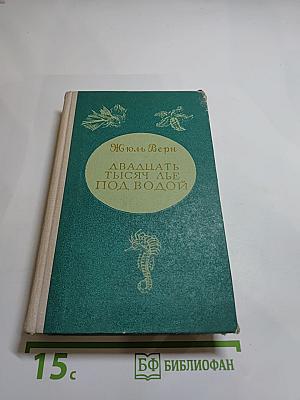 Жюль Верн
ДВАДЦАТЬ
ТЫСЯЧ ЛЬЕ
ПОД ВОДОЙ
15с
БФ БИБЛИОФАН